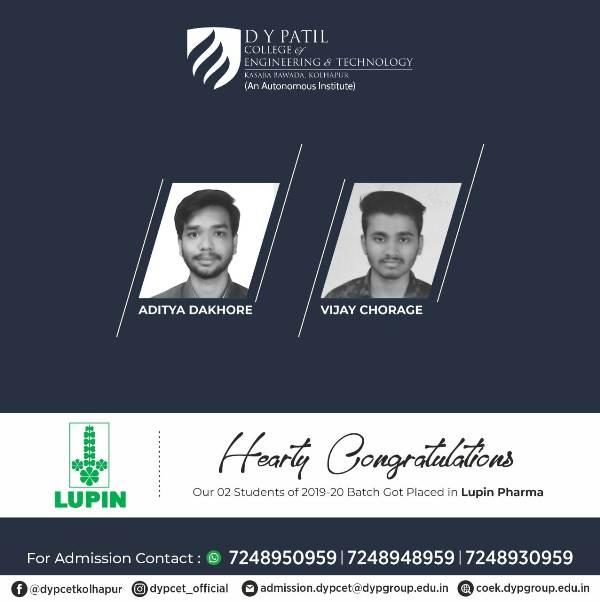 D Y PATIL
COLLEGE of
ENGINEERING & TECHNOLOGY
KASABA BAWADA, KOLHAPUR
(An Autonomous Institute)
ADITYA DAKHORE
VIJAY CHORAGE
LUPIN
Hearty Congratulations
Our 02 Students of 2019-20 Batch Got Placed in Lupin Pharma
For Admission Contact : 7248950959 | 7248948959 | 7248930959
@dypcetkolhapur dypcet_official admission.dypcet@dypgroup.edu.in coek.dypgroup.edu.in